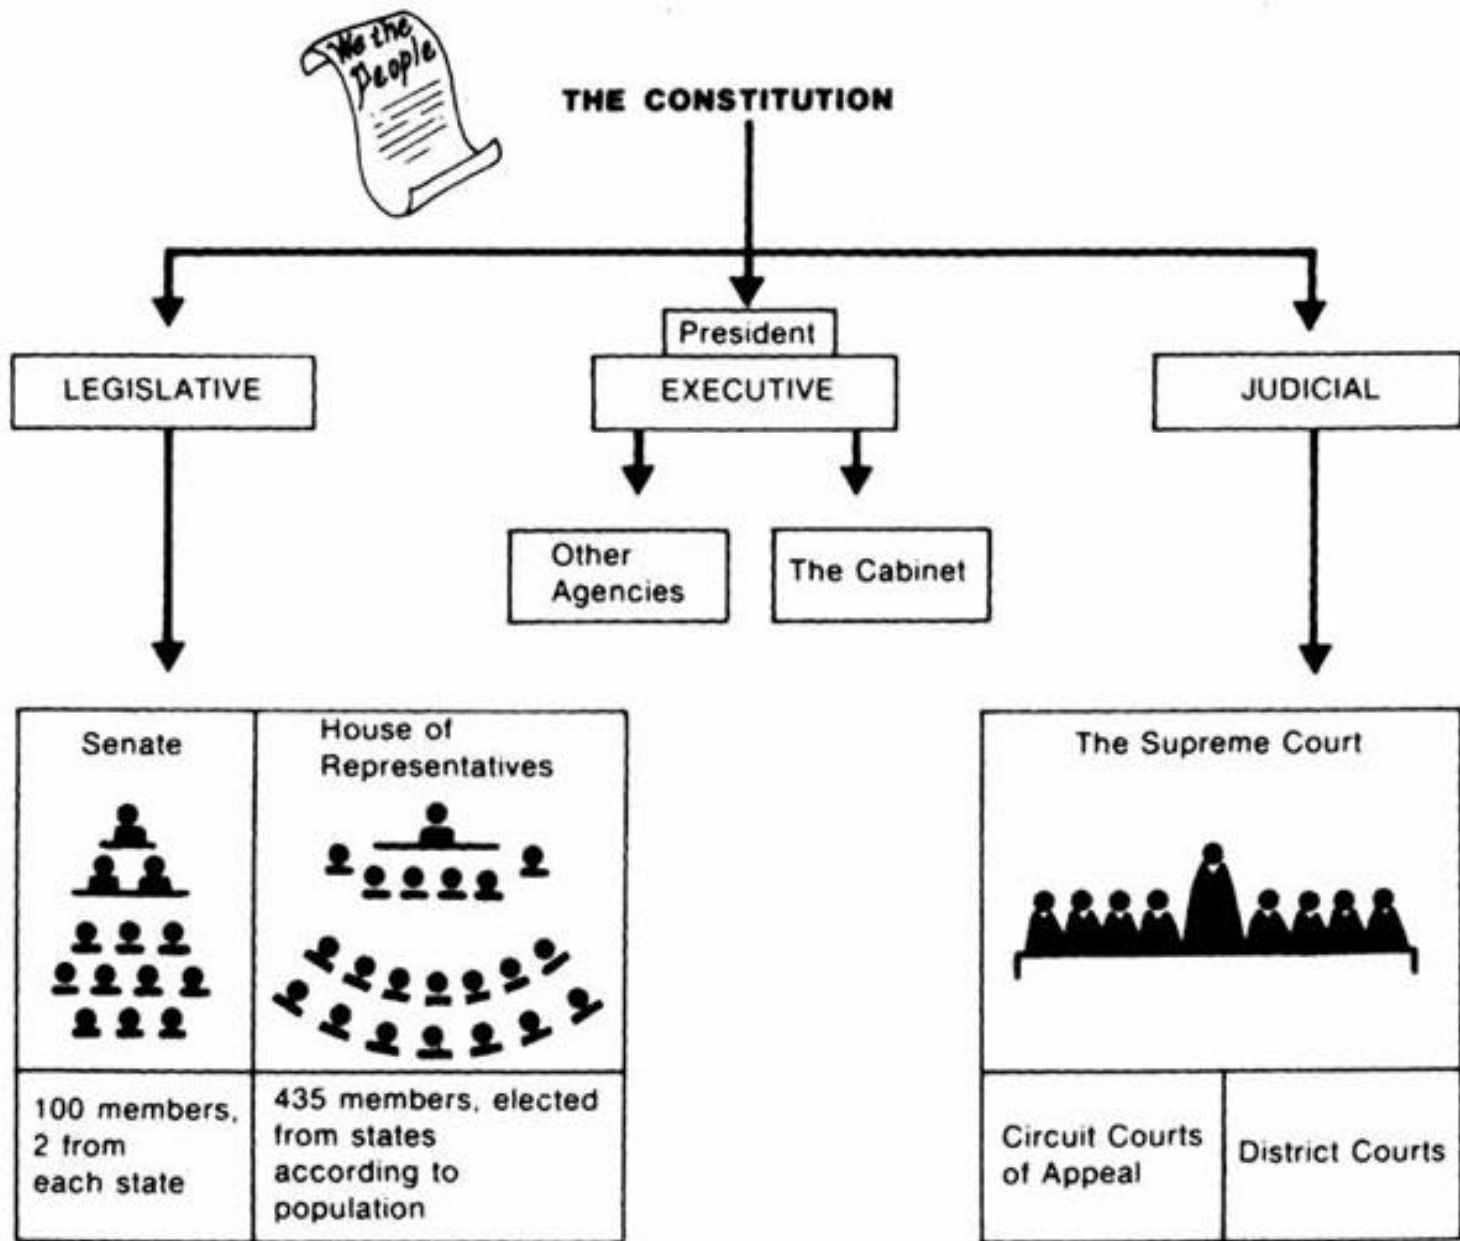 We the
People
THE CONSTITUTION
President
LEGISLATIVE
EXECUTIVE
JUDICIAL
Other
Agencies
The Cabinet
Senate
House of
Representatives
The Supreme Court
100 members,
2 from
each state
435 members, elected
from states
according to
population
Circuit Courts
of Appeal
District Courts